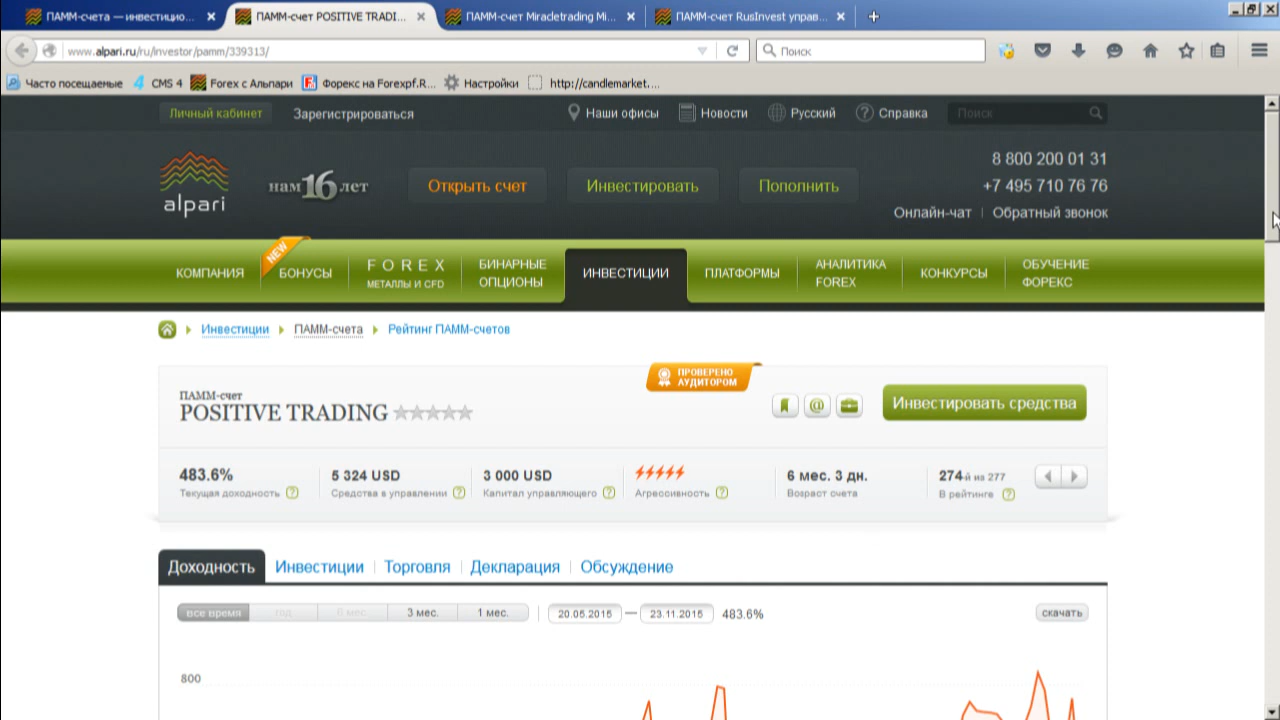 ПАММ-счета — инвестицио...
ПАММ-счет POSITIVE TRADI...
ПАММ-счет Miracletrading Mi...
ПАММ-счет RusInvest управ...
www.alpari.ru/ru/investor/pamm/339313/
Поиск
Часто посещаемые
CMS 4
Forex с Альпари
Форекс на Forexpf.R...
Настройки
http://candlemarket....
Личный кабинет
Зарегистрироваться
Наши офисы
Новости
Русский
Справка
Поиск
alpari
нам 16 лет
Открыть счет
Инвестировать
Пополнить
8 800 200 01 31
+7 495 710 76 76
Онлайн-чат
Обратный звонок
КОМПАНИЯ
NEW
БОНУСЫ
FOREX
МЕТАЛЛЫ И CFD
БИНАРНЫЕ
ОПЦИОНЫ
ИНВЕСТИЦИИ
ПЛАТФОРМЫ
АНАЛИТИКА
FOREX
КОНКУРСЫ
ОБУЧЕНИЕ
ФОРЕКС
Инвестиции
ПАММ-счета
Рейтинг ПАММ-счетов
ПРОВЕРЕНО
АУДИТОРОМ
ПАММ-счет
POSITIVE TRADING
Инвестировать средства
483.6%
Текущая доходность
5 324 USD
Средства в управлении
3 000 USD
Капитал управляющего
Агрессивность
6 мес. 3 дн.
Возраст счета
274-й из 277
В рейтинге
Доходность
Инвестиции
Торговля
Декларация
Обсуждение
все время
год
6 мес.
3 мес.
1 мес.
20.05.2015 — 23.11.2015
483.6%
скачать
800